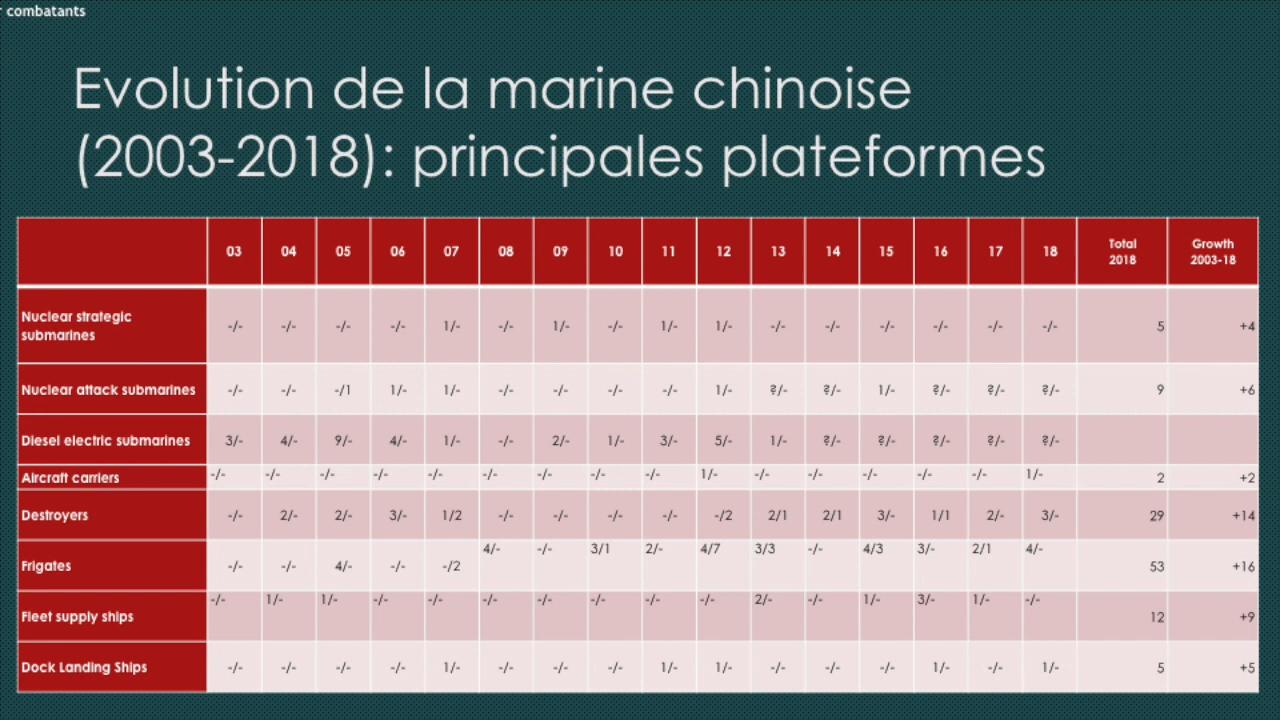 r combatants
Evolution de la marine chinoise
(2003-2018): principales plateformes
03 04 05 06 07 08 09 10 11 12 13 14 15 16 17 18 Total 2018 Growth 2003-18
Nuclear strategic submarines -/- -/- -/- -/- 1/- -/- 1/- -/- 1/- 1/- -/- -/- -/- -/- -/- -/- 5 +4
Nuclear attack submarines -/- -/- -/1 1/- 1/- -/- -/- -/- -/- 1/- ?/- ?/- 1/- ?/- ?/- ?/- 9 +6
Diesel electric submarines 3/- 4/- 9/- 4/- 1/- -/- 2/- 1/- 3/- 5/- 1/- ?/- ?/- ?/- ?/- ?/-
Aircraft carriers -/- -/- -/- -/- -/- -/- -/- -/- -/- 1/- -/- -/- -/- -/- -/- 1/- 2 +2
Destroyers -/- 2/- 2/- 3/- 1/2 -/- -/- -/- -/- -/2 2/1 2/1 3/- 1/1 2/- 3/- 29 +14
Frigates -/- -/- 4/- -/- -/2 4/- -/- 3/1 2/- 4/7 3/3 -/- 4/3 3/- 2/1 4/- 53 +16
Fleet supply ships -/- 1/- 1/- -/- -/- -/- -/- -/- -/- -/- 2/- -/- 1/- 3/- 1/- -/- 12 +9
Dock Landing Ships -/- -/- -/- -/- 1/- -/- -/- -/- 1/- 1/- -/- -/- -/- 1/- -/- 1/- 5 +5